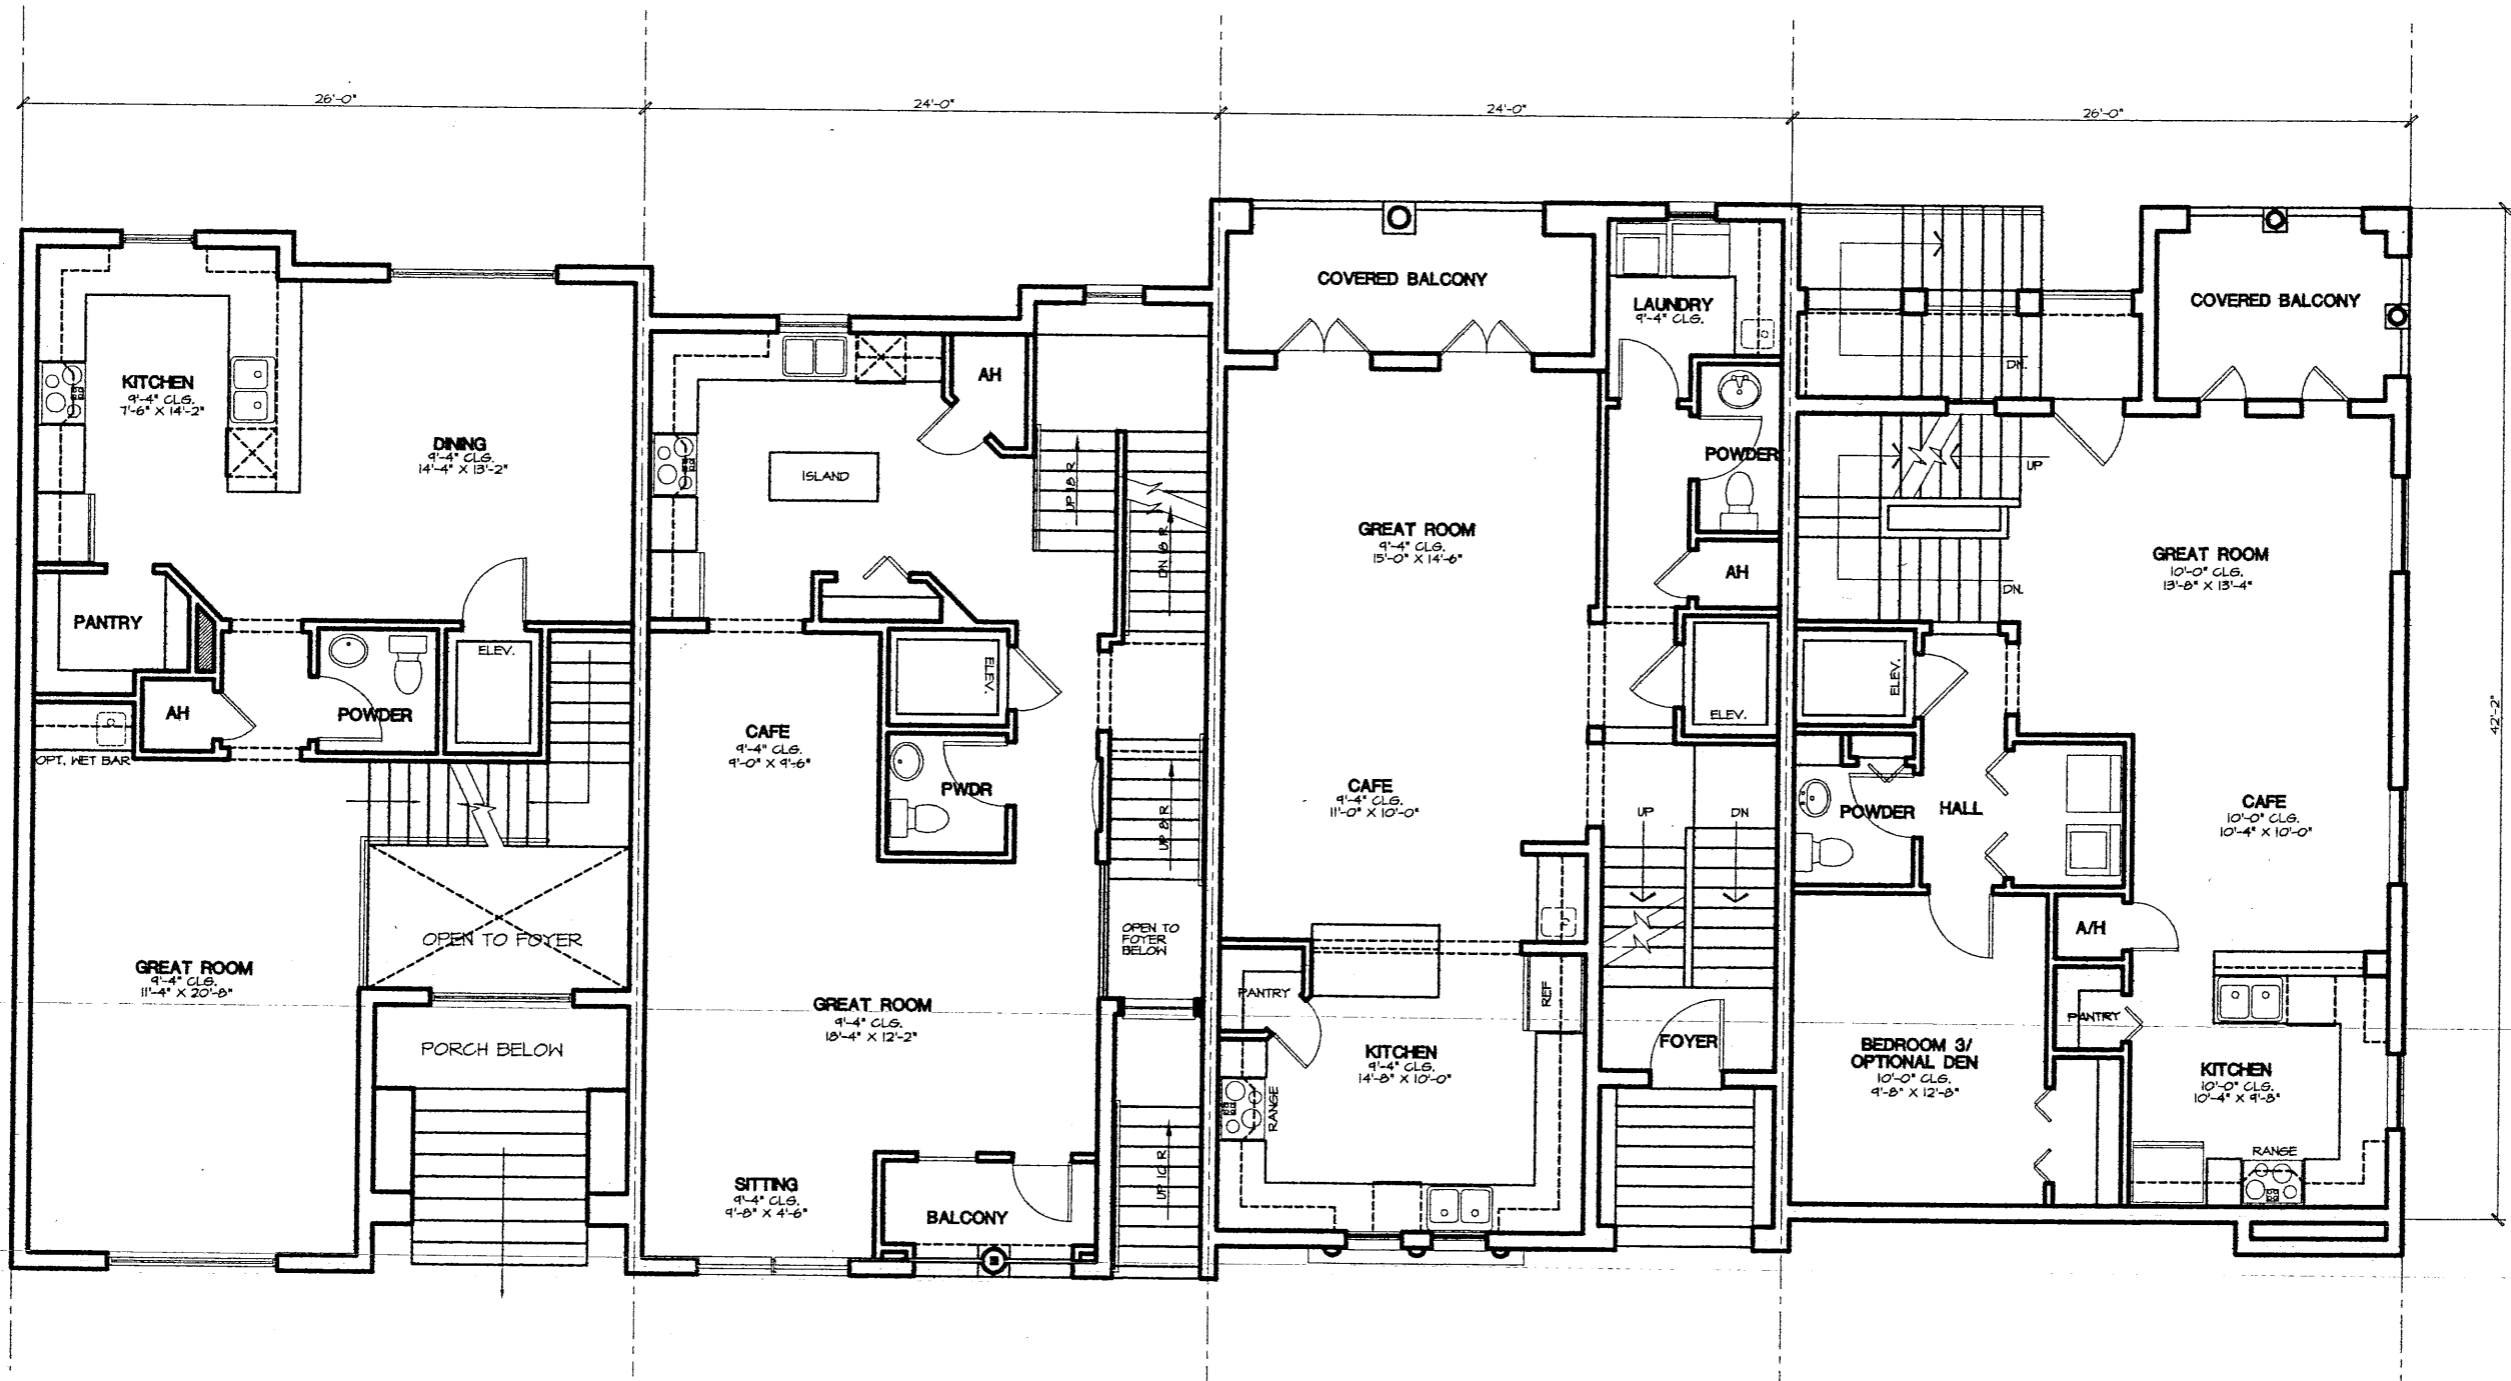 26'-0"
24'-0"
24'-0"
26'-0"
42'-2"
KITCHEN
9'-4" CLG.
7'-6" X 14'-2"
DINING
9'-4" CLG.
14'-4" X 13'-2"
PANTRY
ELEV.
AH
POWDER
OPT. WET BAR
OPEN TO FOYER
GREAT ROOM
9'-4" CLG.
11'-4" X 20'-8"
PORCH BELOW
AH
ISLAND
UP 18 R
DN 18 R
ELEV.
CAFE
9'-4" CLG.
9'-0" X 9'-6"
PWDR
UP 8 R
OPEN TO
FOYER
BELOW
GREAT ROOM
9'-4" CLG.
18'-4" X 12'-2"
SITTING
9'-4" CLG.
9'-8" X 4'-6"
BALCONY
UP 10 R
COVERED BALCONY
LAUNDRY
9'-4" CLG.
POWDER
GREAT ROOM
9'-4" CLG.
15'-0" X 14'-6"
AH
ELEV.
CAFE
9'-4" CLG.
11'-0" X 10'-0"
UP
DN
PANTRY
REF
KITCHEN
9'-4" CLG.
14'-8" X 10'-0"
RANGE
FOYER
COVERED BALCONY
DN.
UP
GREAT ROOM
10'-0" CLG.
13'-8" X 13'-4"
DN.
ELEV.
POWDER
HALL
CAFE
10'-0" CLG.
10'-4" X 10'-0"
A/H
PANTRY
BEDROOM 3/
OPTIONAL DEN
10'-0" CLG.
9'-8" X 12'-8"
KITCHEN
10'-0" CLG.
10'-4" X 9'-8"
RANGE